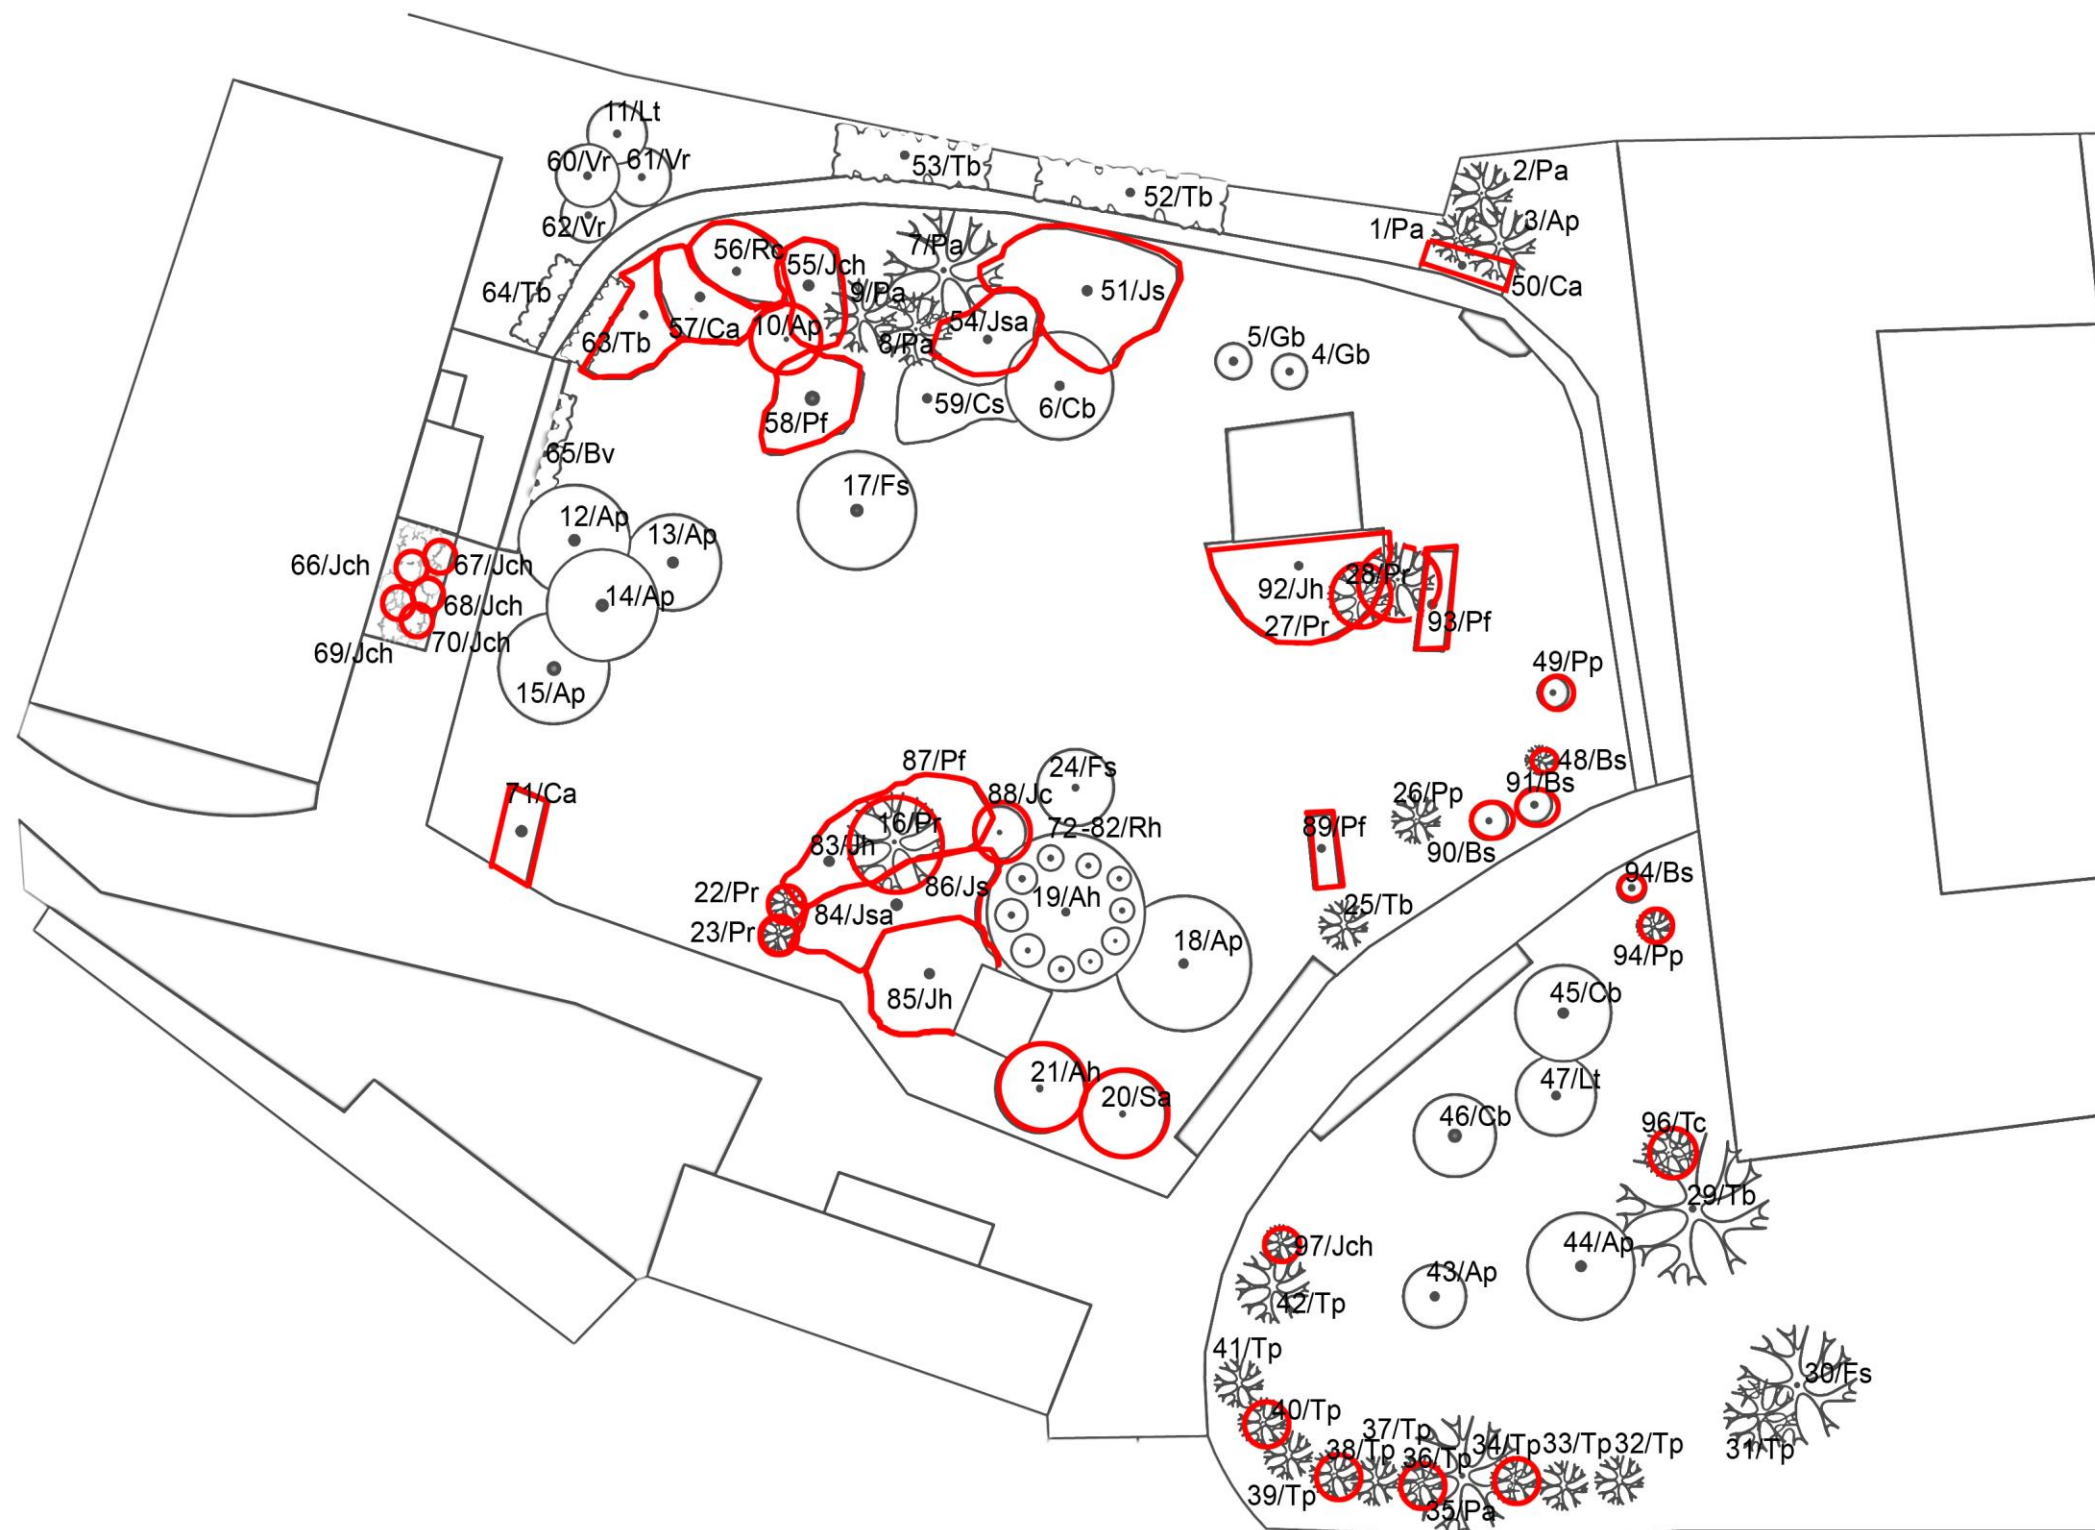 11/Lt
60/Vr
61/Vr
53/Tb
2/Pa
52/Tb
62/Vr
1/Pa
3/Ap
7/Pa
56/Rc
55/Jch
50/Ca
64/Tb
9/Pa
51/Js
57/Ca
10/Ap
54/Jsa
63/Tb
8/Pa
5/Gb
4/Gb
59/Cs
6/Cb
58/Pf
65/Bv
17/Fs
12/Ap
13/Ap
66/Jch
67/Jch
28/Pr
92/Jh
14/Ap
68/Jch
93/Pf
27/Pr
70/Jch
69/Jch
49/Pp
15/Ap
87/Pf
48/Bs
24/Fs
91/Bs
71/Ca
88/Jc
26/Pp
16/Pr
72-82/Rh
89/Pf
83/Jh
90/Bs
94/Bs
86/Js
22/Pr
19/Ah
84/Jsa
25/Tb
23/Pr
18/Ap
94/Pp
85/Jh
45/Cb
21/Ah
47/Lt
20/Sa
46/Cb
96/Tc
29/Tb
97/Jch
44/Ap
43/Ap
42/Tp
41/Tp
30/Fs
40/Tp
37/Tp
38/Tp
34/Tp
33/Tp
32/Tp
31/Tp
36/Tp
39/Tp
35/Pa